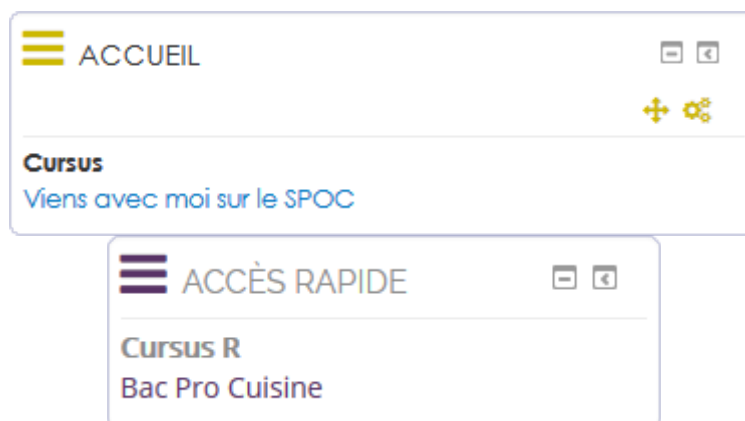 ACCUEIL
Cursus
Viens avec moi sur le SPOC
ACCÈS RAPIDE
Cursus R
Bac Pro Cuisine